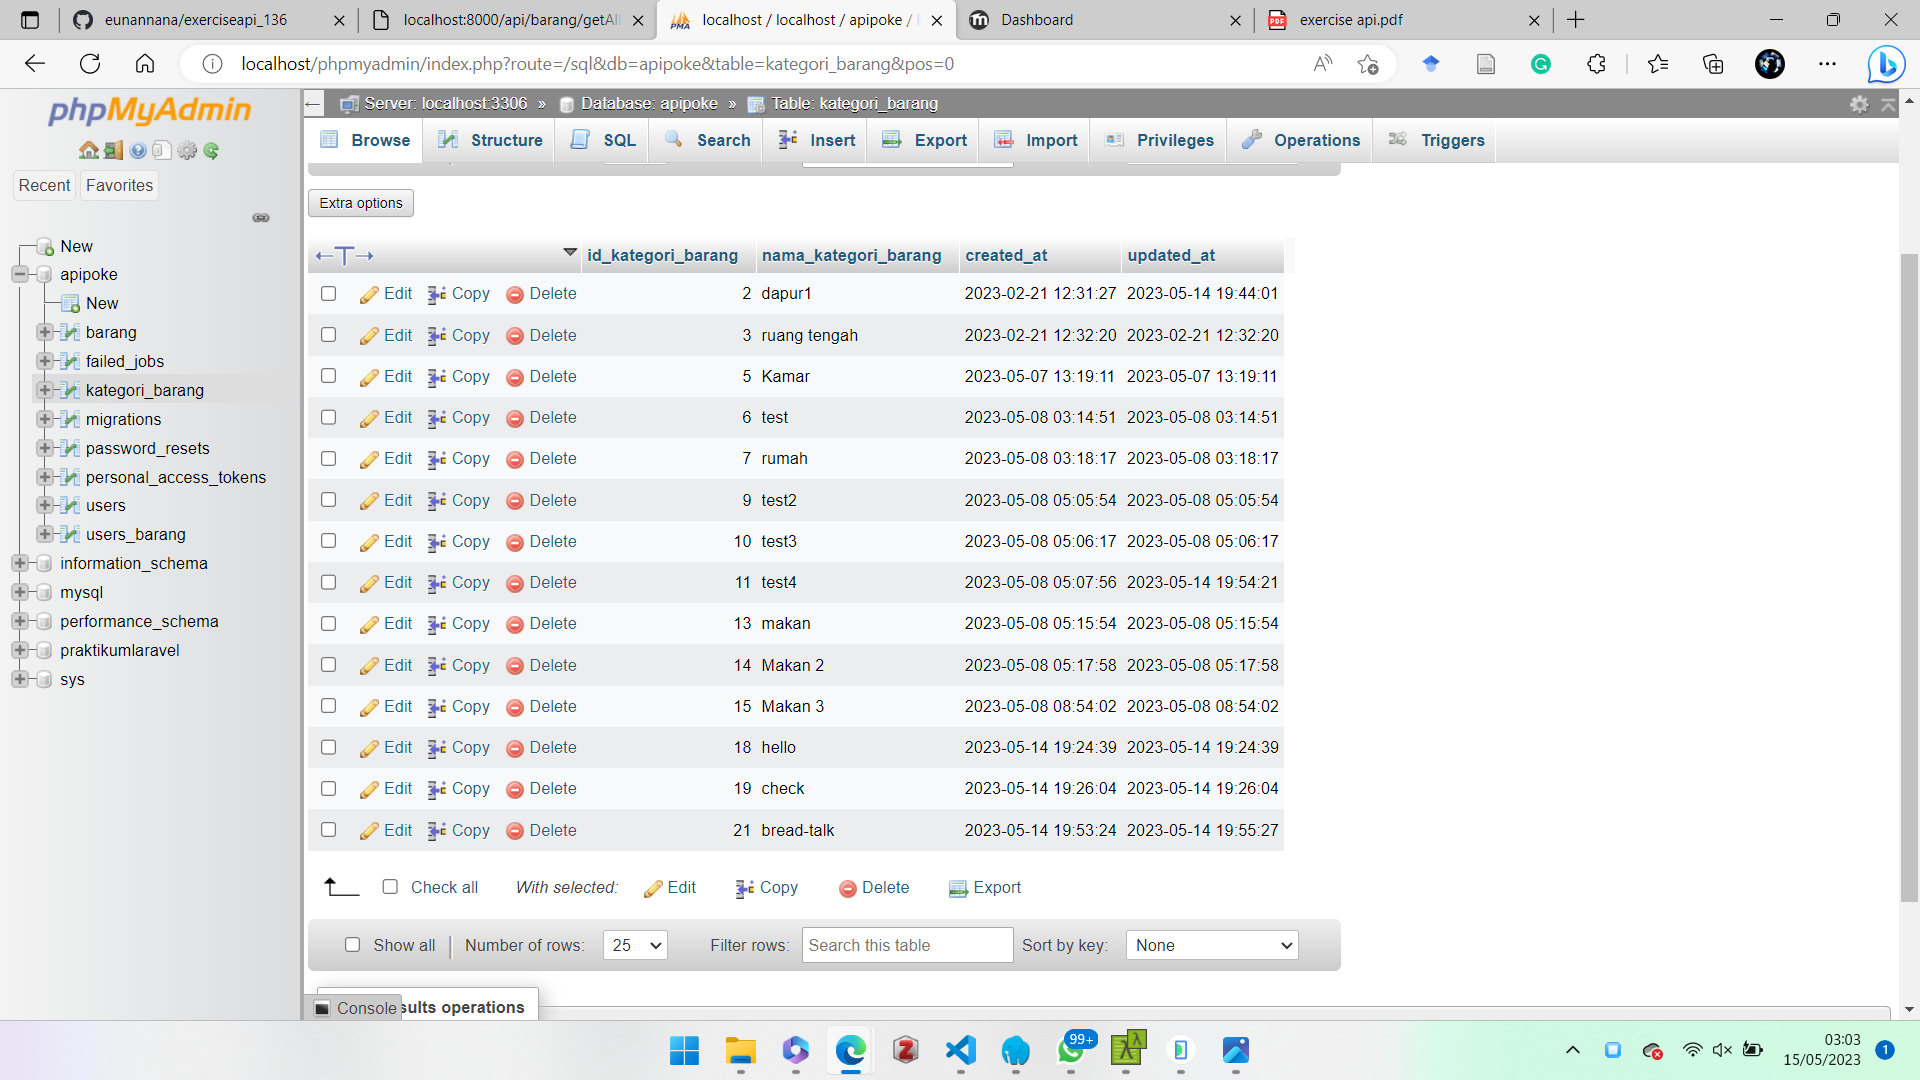 eunannana/exerciseapi_136
localhost:8000/api/barang/getAll
localhost / localhost / apipoke /
Dashboard
exercise api.pdf
localhost/phpmyadmin/index.php?route=/sql&db=apipoke&table=kategori_barang&pos=0
phpMyAdmin
Recent Favorites
New
apipoke
New
barang
failed_jobs
kategori_barang
migrations
password_resets
personal_access_tokens
users
users_barang
information_schema
mysql
performance_schema
praktikumlaravel
sys
Server: localhost:3306 » Database: apipoke » Table: kategori_barang
Browse Structure SQL Search Insert Export Import Privileges Operations Triggers
Extra options
id_kategori_barang nama_kategori_barang created_at updated_at
Edit Copy Delete 2 dapur1 2023-02-21 12:31:27 2023-05-14 19:44:01
Edit Copy Delete 3 ruang tengah 2023-02-21 12:32:20 2023-02-21 12:32:20
Edit Copy Delete 5 Kamar 2023-05-07 13:19:11 2023-05-07 13:19:11
Edit Copy Delete 6 test 2023-05-08 03:14:51 2023-05-08 03:14:51
Edit Copy Delete 7 rumah 2023-05-08 03:18:17 2023-05-08 03:18:17
Edit Copy Delete 9 test2 2023-05-08 05:05:54 2023-05-08 05:05:54
Edit Copy Delete 10 test3 2023-05-08 05:06:17 2023-05-08 05:06:17
Edit Copy Delete 11 test4 2023-05-08 05:07:56 2023-05-14 19:54:21
Edit Copy Delete 13 makan 2023-05-08 05:15:54 2023-05-08 05:15:54
Edit Copy Delete 14 Makan 2 2023-05-08 05:17:58 2023-05-08 05:17:58
Edit Copy Delete 15 Makan 3 2023-05-08 08:54:02 2023-05-08 08:54:02
Edit Copy Delete 18 hello 2023-05-14 19:24:39 2023-05-14 19:24:39
Edit Copy Delete 19 check 2023-05-14 19:26:04 2023-05-14 19:26:04
Edit Copy Delete 21 bread-talk 2023-05-14 19:53:24 2023-05-14 19:55:27
Check all With selected: Edit Copy Delete Export
Show all Number of rows: 25 Filter rows: Search this table Sort by key: None
Console sults operations
99+
03:03
15/05/2023
1